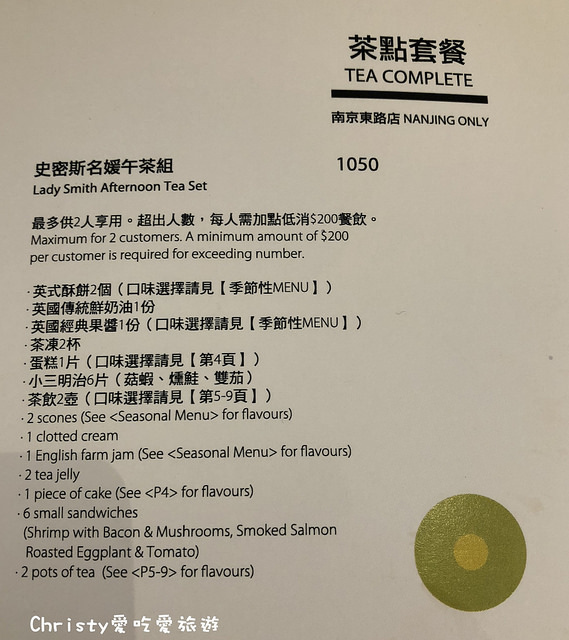 茶點套餐
TEA COMPLETE
南京東路店 NANJING ONLY
史密斯名媛午茶組 1050
Lady Smith Afternoon Tea Set
最多供2人享用。超出人數，每人需加點低消$200餐飲。
Maximum for 2 customers. A minimum amount of $200
per customer is required for exceeding number.
·英式酥餅2個（口味選擇請見【季節性MENU】）
·英國傳統鮮奶油1份
·英國經典果醬1份（口味選擇請見【季節性MENU】）
·茶凍2杯
·蛋糕1片（口味選擇請見【第4頁】）
·小三明治6片（菇蝦、燻鮭、雙茄）
·茶飲2壺（口味選擇請見【第5-9頁】）
·2 scones (See <Seasonal Menu> for flavours)
·1 clotted cream
·1 English farm jam (See <Seasonal Menu> for flavours)
·2 tea jelly
·1 piece of cake (See <P4> for flavours)
·6 small sandwiches
(Shrimp with Bacon & Mushrooms, Smoked Salmon
Roasted Eggplant & Tomato)
·2 pots of tea (See <P5-9> for flavours)
Christy愛吃愛旅遊